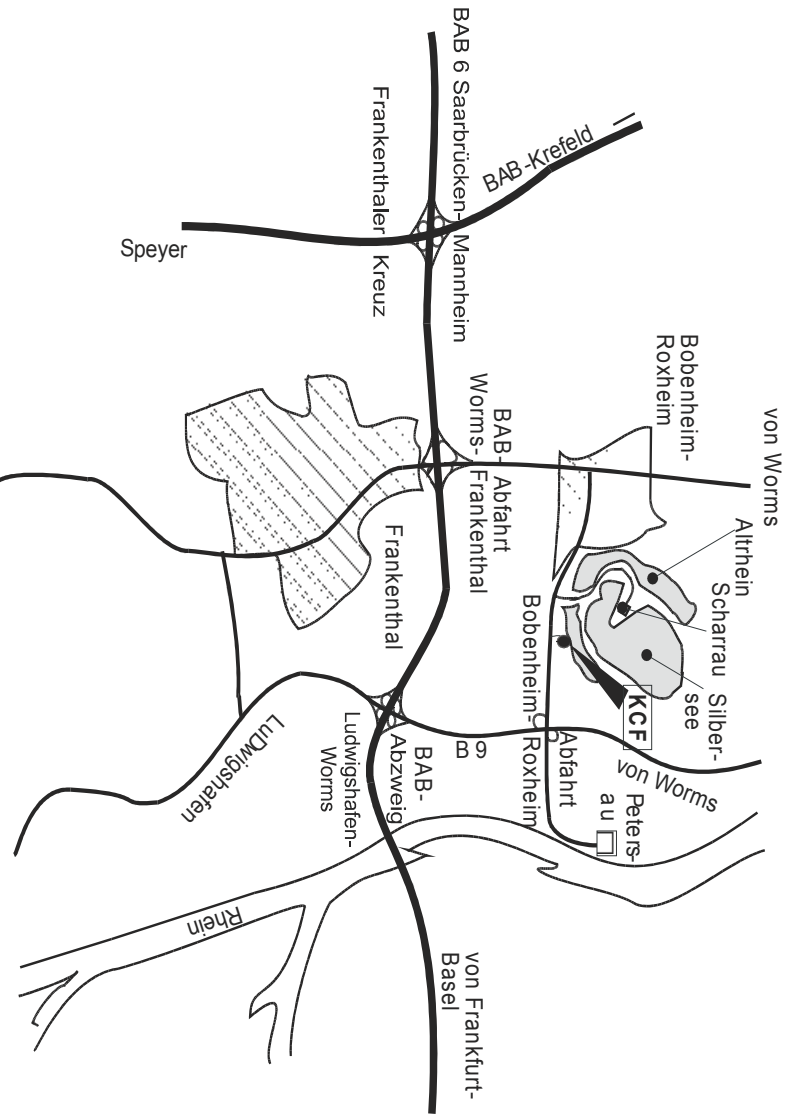 BAB 6 Saarbrücken- Mannheim
Frankenthaler Kreuz
BAB-Krefeld
Speyer
Bobenheim-
Roxheim
von Worms
BAB- Abfahrt
Worms- Frankenthal
Frankenthal
Altrhein
Scharrau
Silber-
see
KCF
Bobenheim- Roxheim
Abfahrt
von Worms
Peters-
au
B9
BAB-
Abzweig
Ludwigshafen-
Worms
LuDwigshafen
Rhein
von Frankfurt-
Basel